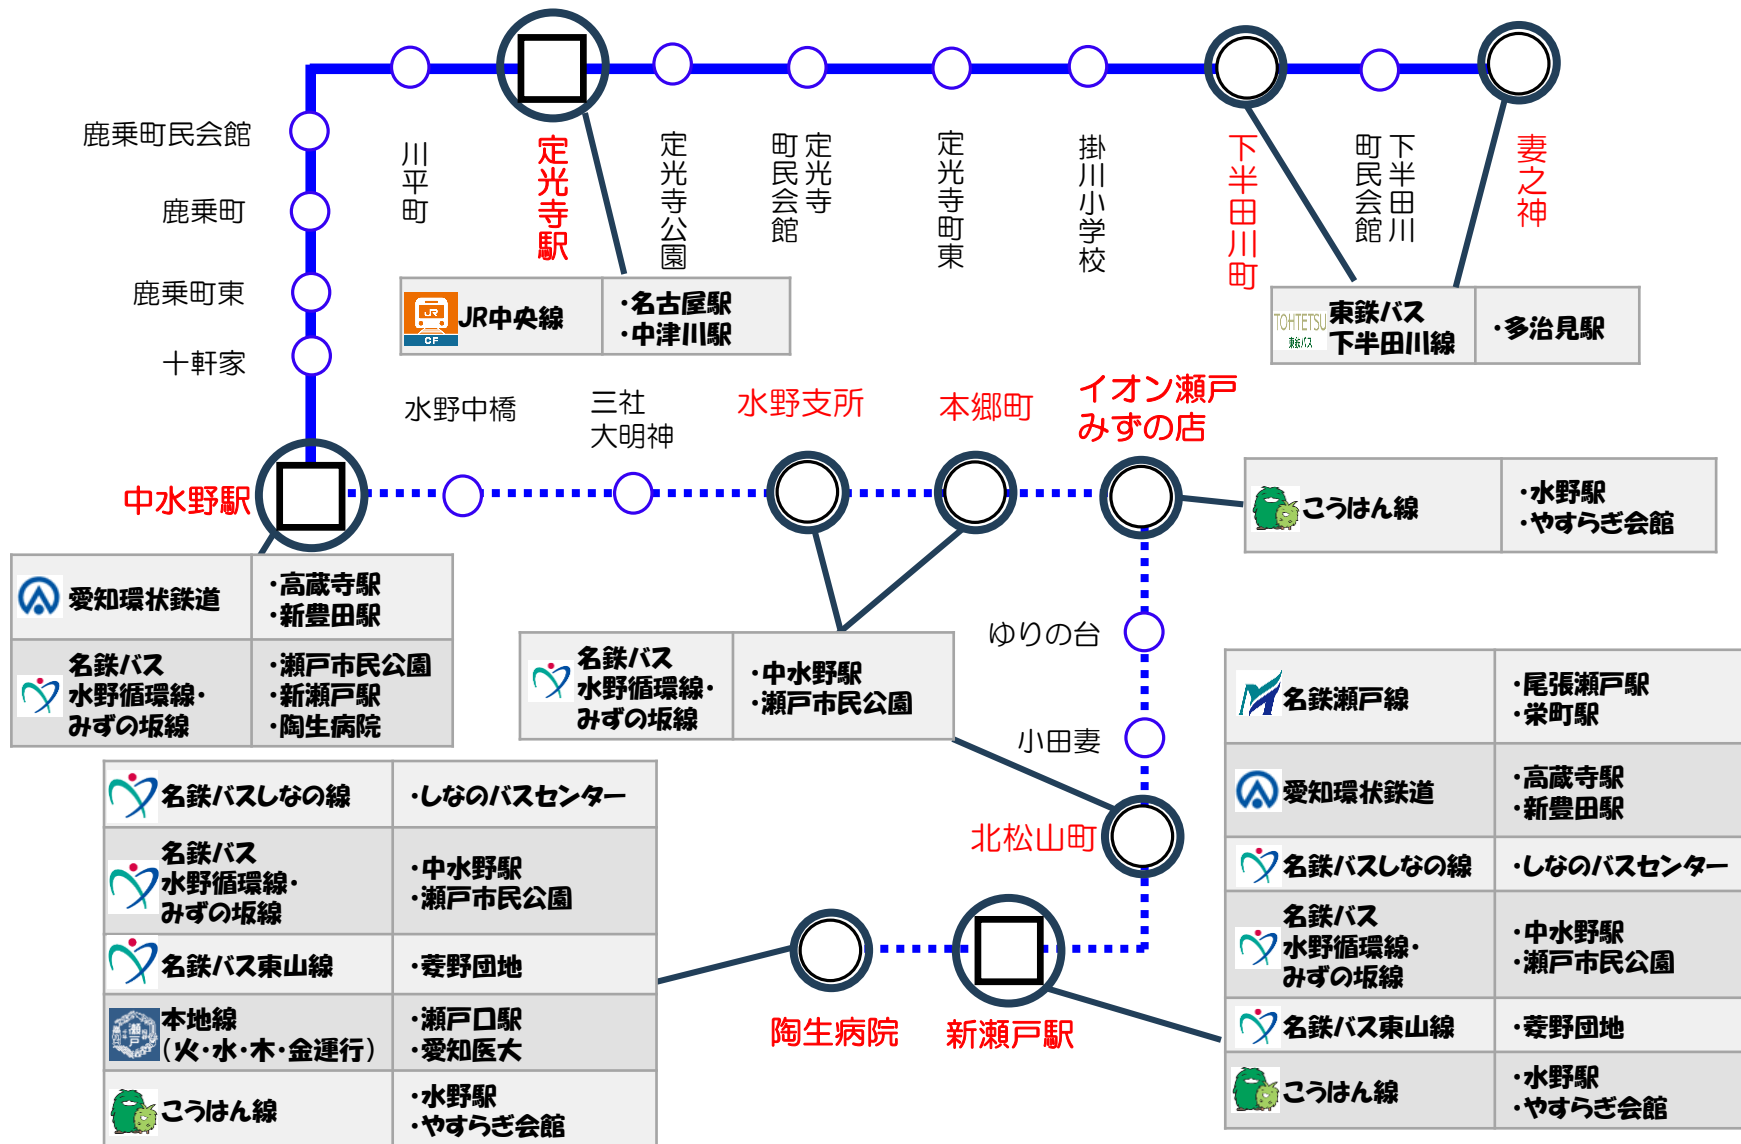 鹿乗町民会館
鹿乗町
鹿乗町東
十軒家
川平町
定光寺駅
定光寺公園
定光寺
町民会館
定光寺町東
掛川小学校
下半田川町
下半田川
町民会館
妻之神
JR
CF
JR中央線
・名古屋駅
・中津川駅
TOHTETSU
東鉄バス
東鉄バス
下半田川線
・多治見駅
中水野駅
水野中橋
三社
大明神
水野支所
本郷町
イオン瀬戸
みずの店
こうはん線
・水野駅
・やすらぎ会館
愛知環状鉄道
・高蔵寺駅
・新豊田駅
名鉄バス
水野循環線・
みずの坂線
・瀬戸市民公園
・新瀬戸駅
・陶生病院
名鉄バス
水野循環線・
みずの坂線
・中水野駅
・瀬戸市民公園
ゆりの台
小田妻
北松山町
新瀬戸駅
陶生病院
名鉄バスしなの線
・しなのバスセンター
名鉄バス
水野循環線・
みずの坂線
・中水野駅
・瀬戸市民公園
名鉄バス東山線
・菱野団地
本地線
(火・水・木・金運行)
・瀬戸口駅
・愛知医大
こうはん線
・水野駅
・やすらぎ会館
名鉄瀬戸線
・尾張瀬戸駅
・栄町駅
愛知環状鉄道
・高蔵寺駅
・新豊田駅
名鉄バスしなの線
・しなのバスセンター
名鉄バス
水野循環線・
みずの坂線
・中水野駅
・瀬戸市民公園
名鉄バス東山線
・菱野団地
こうはん線
・水野駅
・やすらぎ会館